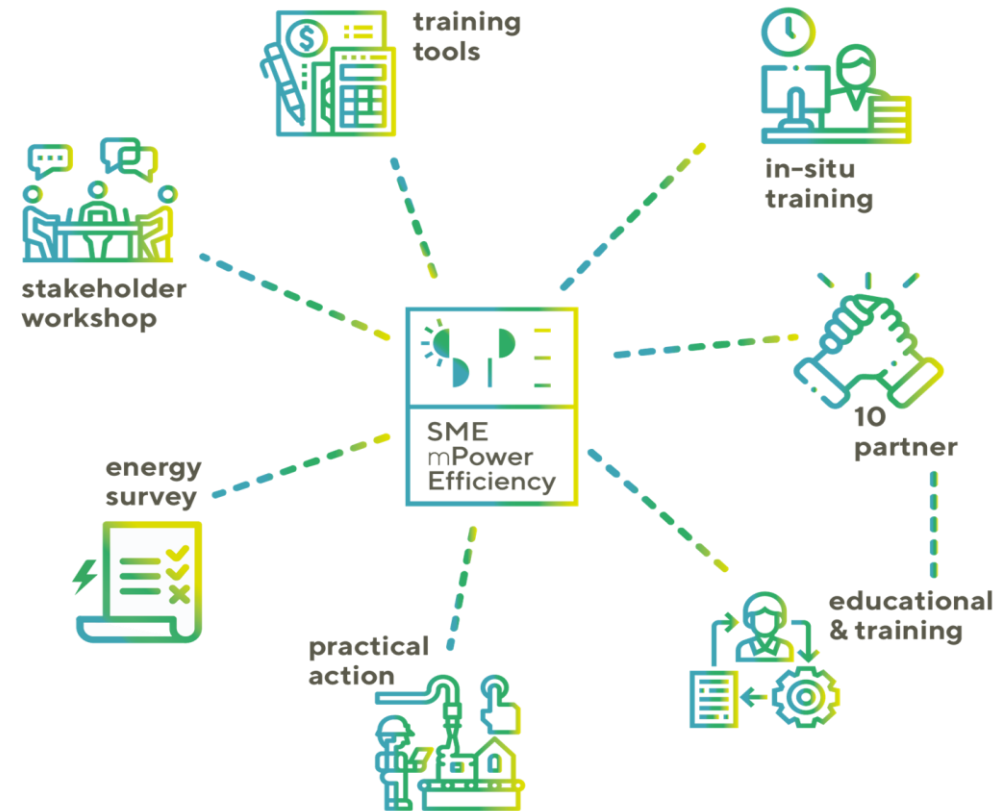 training
tools
in-situ
training
stakeholder
workshop
10
partner
SME
mPower
Efficiency
energy
survey
educational
& training
practical
action